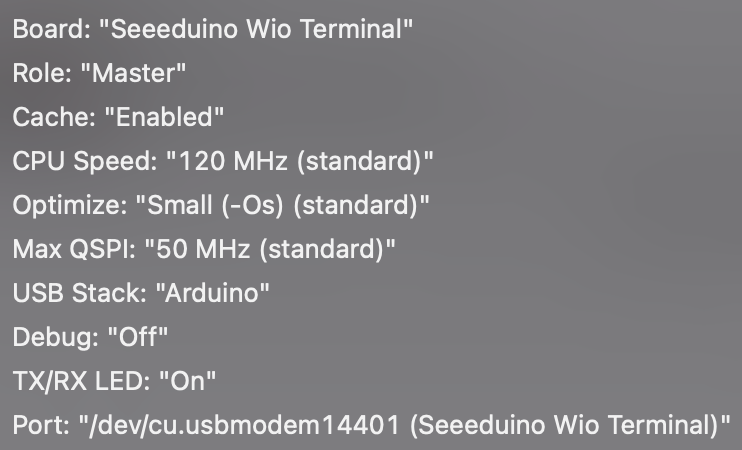 Board: "Seeeduino Wio Terminal"
Role: "Master"
Cache: "Enabled"
CPU Speed: "120 MHz (standard)"
Optimize: "Small (-Os) (standard)"
Max QSPI: "50 MHz (standard)"
USB Stack: "Arduino"
Debug: "Off"
TX/RX LED: "On"
Port: "/dev/cu.usbmodem14401 (Seeeduino Wio Terminal)"